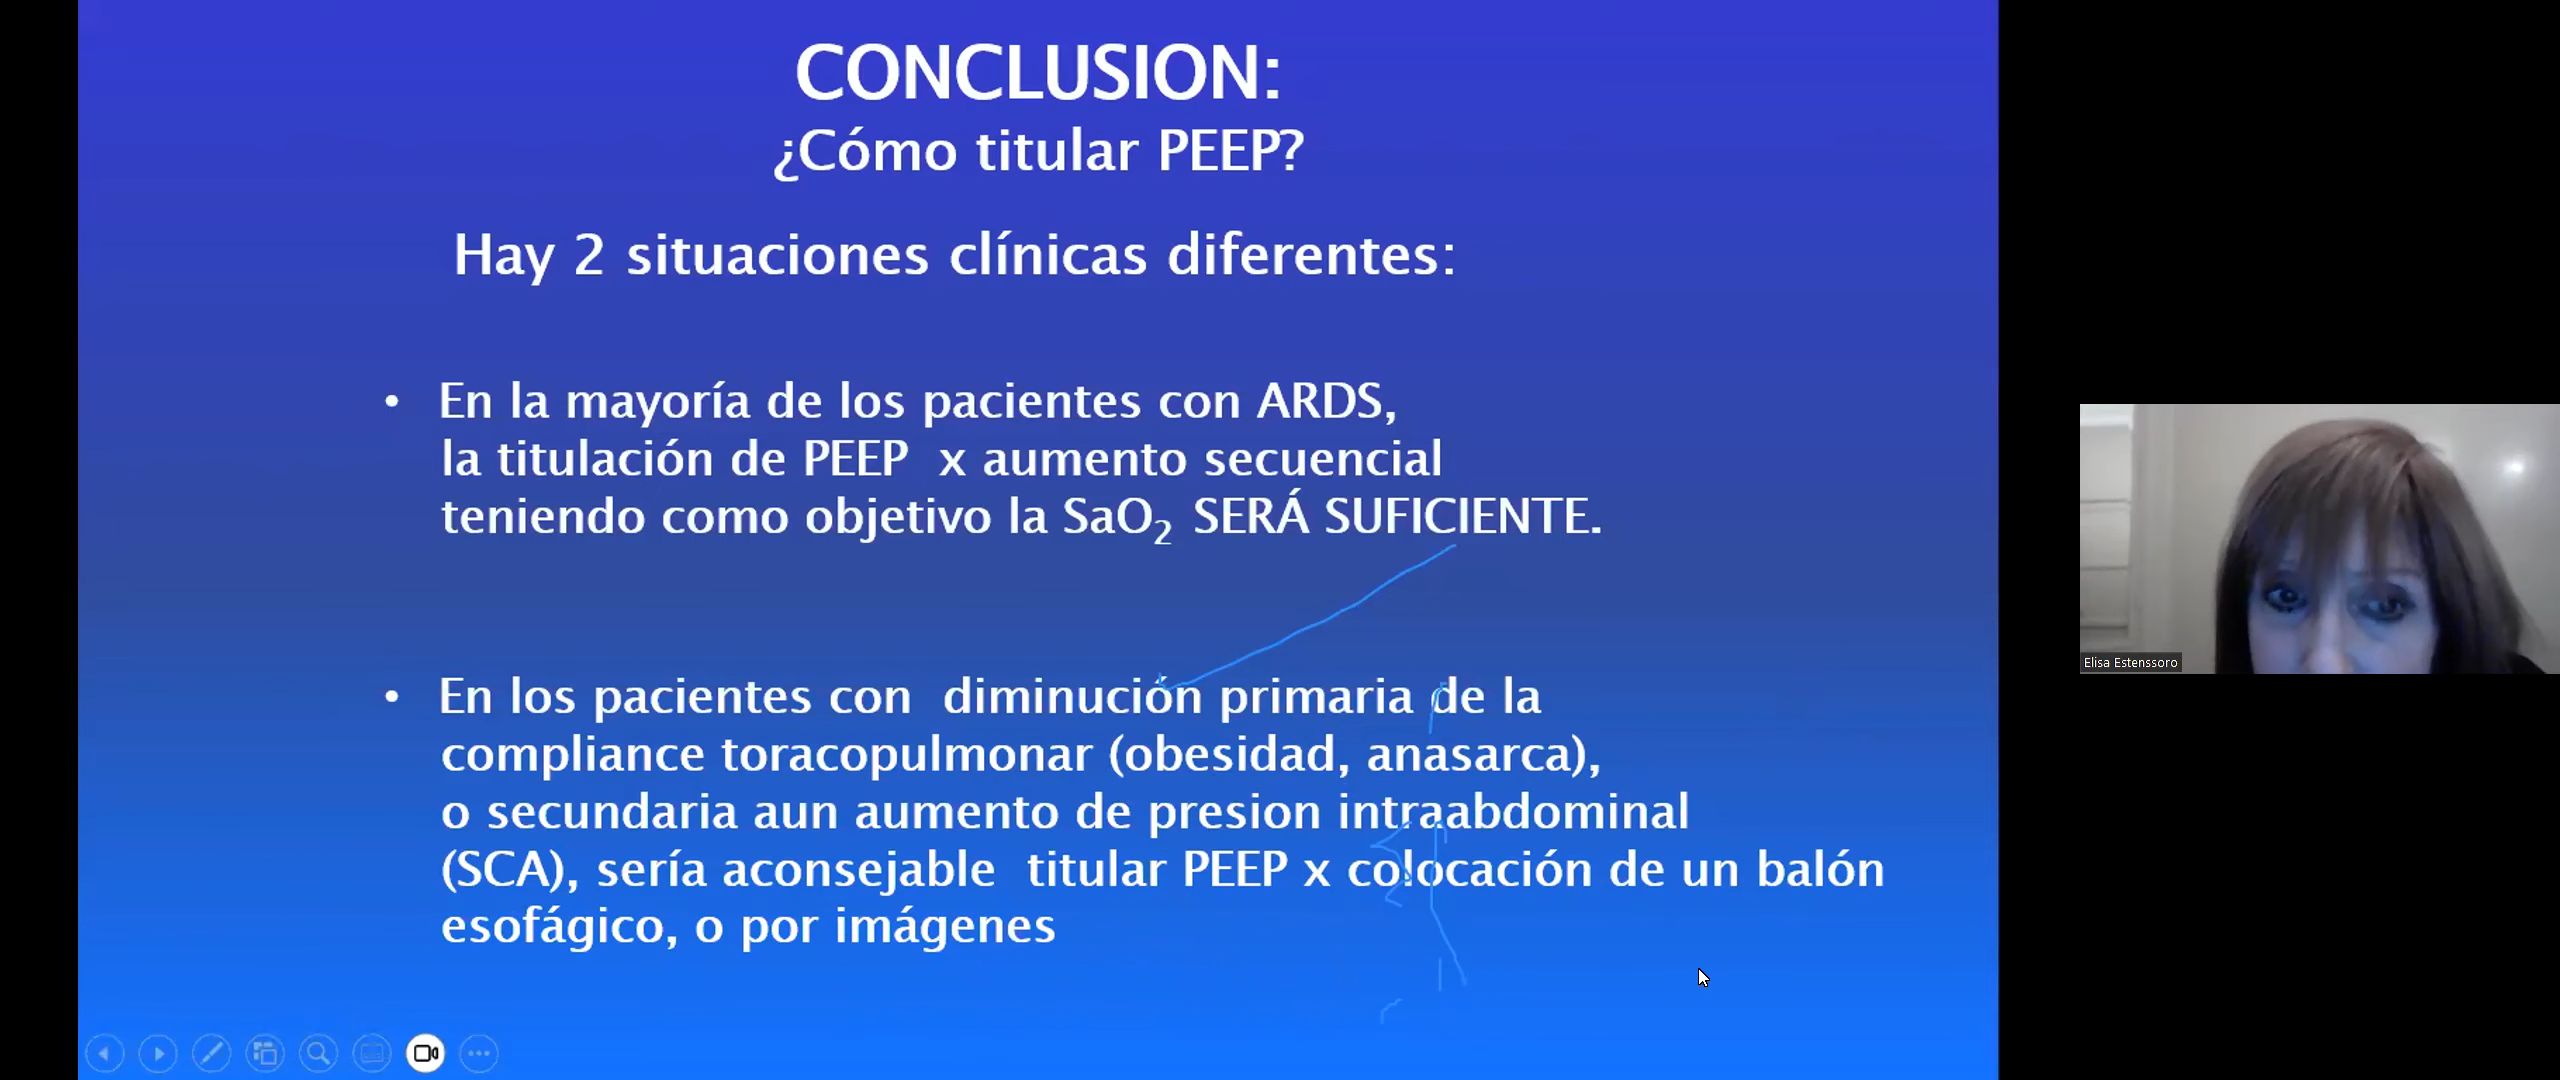 CONCLUSION:
¿Cómo titular PEEP?
Hay 2 situaciones clínicas diferentes:
• En la mayoría de los pacientes con ARDS,
la titulación de PEEP x aumento secuencial
teniendo como objetivo la SaO₂ SERÁ SUFICIENTE.
• En los pacientes con diminución primaria de la
compliance toracopulmonar (obesidad, anasarca),
o secundaria aun aumento de presion intraabdominal
(SCA), sería aconsejable titular PEEP x colocación de un balón
esofágico, o por imágenes
Elisa Estenssoro